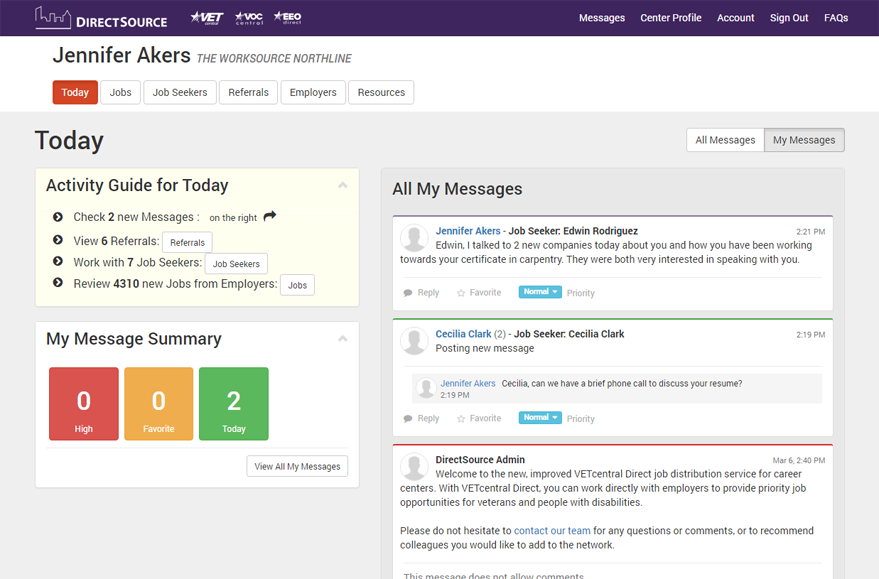 DIRECTSOURCE
VET central
VOC central
EEO direct
Messages Center Profile Account Sign Out FAQs
Jennifer Akers THE WORKSOURCE NORTHLINE
Today Jobs Job Seekers Referrals Employers Resources
Today
All Messages My Messages
Activity Guide for Today
Check 2 new Messages : on the right
View 6 Referrals: Referrals
Work with 7 Job Seekers: Job Seekers
Review 4310 new Jobs from Employers: Jobs
My Message Summary
0 0 2
High Favorite Today
View All My Messages
All My Messages
Jennifer Akers - Job Seeker: Edwin Rodriguez 2:21 PM
Edwin, I talked to 2 new companies today about you and how you have been working
towards your certificate in carpentry. They were both very interested in speaking with you.
Reply Favorite Normal Priority
Cecilia Clark (2) - Job Seeker: Cecilia Clark 2:19 PM
Posting new message
Jennifer Akers Cecilia, can we have a brief phone call to discuss your resume?
2:19 PM
Reply Favorite Normal Priority
DirectSource Admin Mar 6, 2:40 PM
Welcome to the new, improved VETcentral Direct job distribution service for career
centers. With VETcentral Direct, you can work directly with employers to provide priority job
opportunities for veterans and people with disabilities.
Please do not hesitate to contact our team for any questions or comments, or to recommend
colleagues you would like to add to the network.
This message does not allow comments